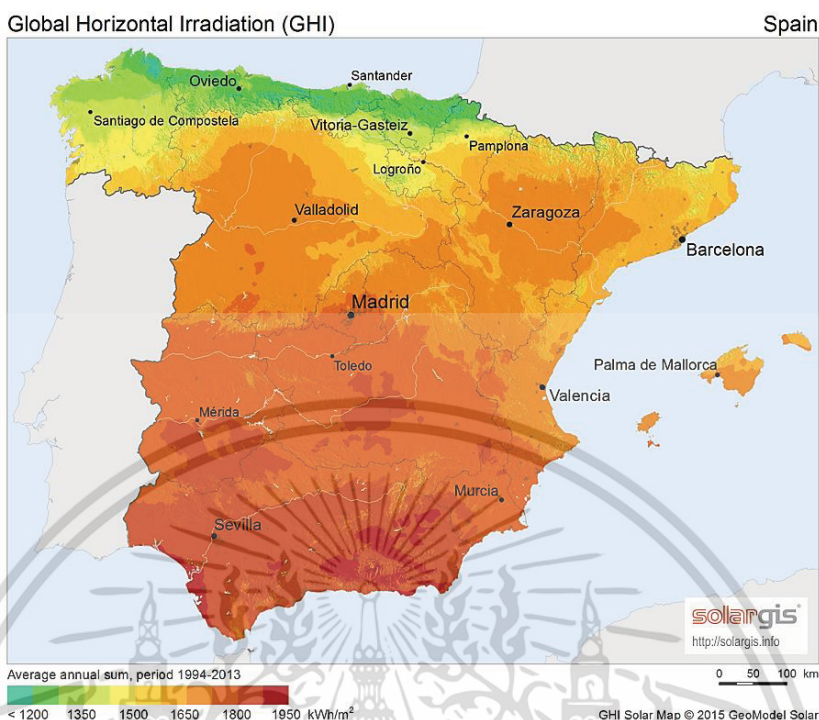 Global Horizontal Irradiation (GHI)
Spain
Santander
Oviedo
Santiago de Compostela
Vitoria-Gasteiz
Pamplona
Logroño
Valladolid
Zaragoza
Barcelona
Madrid
Toledo
Palma de Mallorca
Valencia
Mérida
Murcia
Sevilla
solargis
http://solargis.info
Average annual sum, period 1994-2013
0 50 100 km
< 1200 1350 1500 1650 1800 1950 kWh/m²
GHI Solar Map © 2015 GeoModel Solar